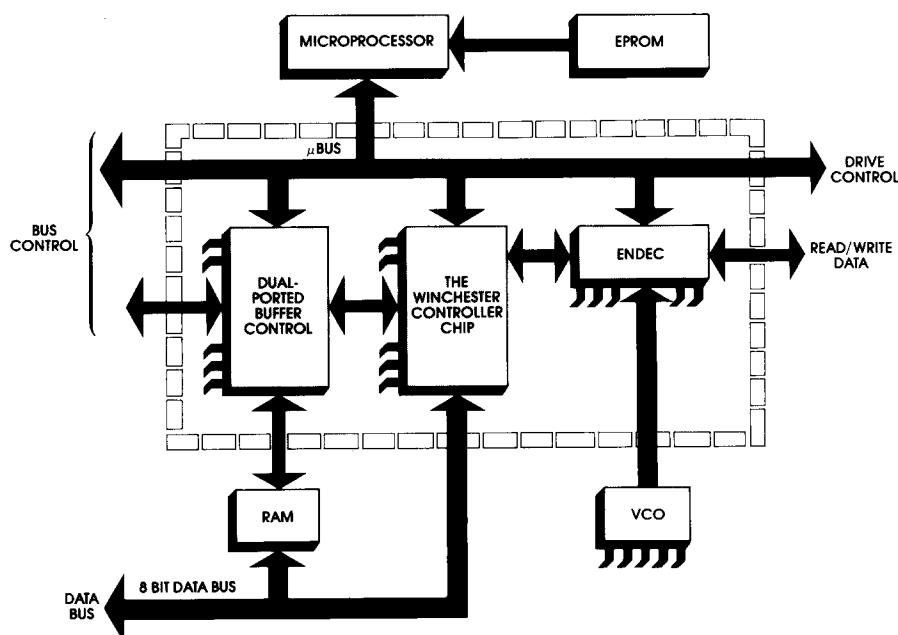 MICROPROCESSOR
EPROM
μBUS
DRIVE
CONTROL
BUS
CONTROL
DUAL-
PORTED
BUFFER
CONTROL
THE
WINCHESTER
CONTROLLER
CHIP
ENDEC
READ/WRITE
DATA
RAM
VCO
8 BIT DATA BUS
DATA
BUS